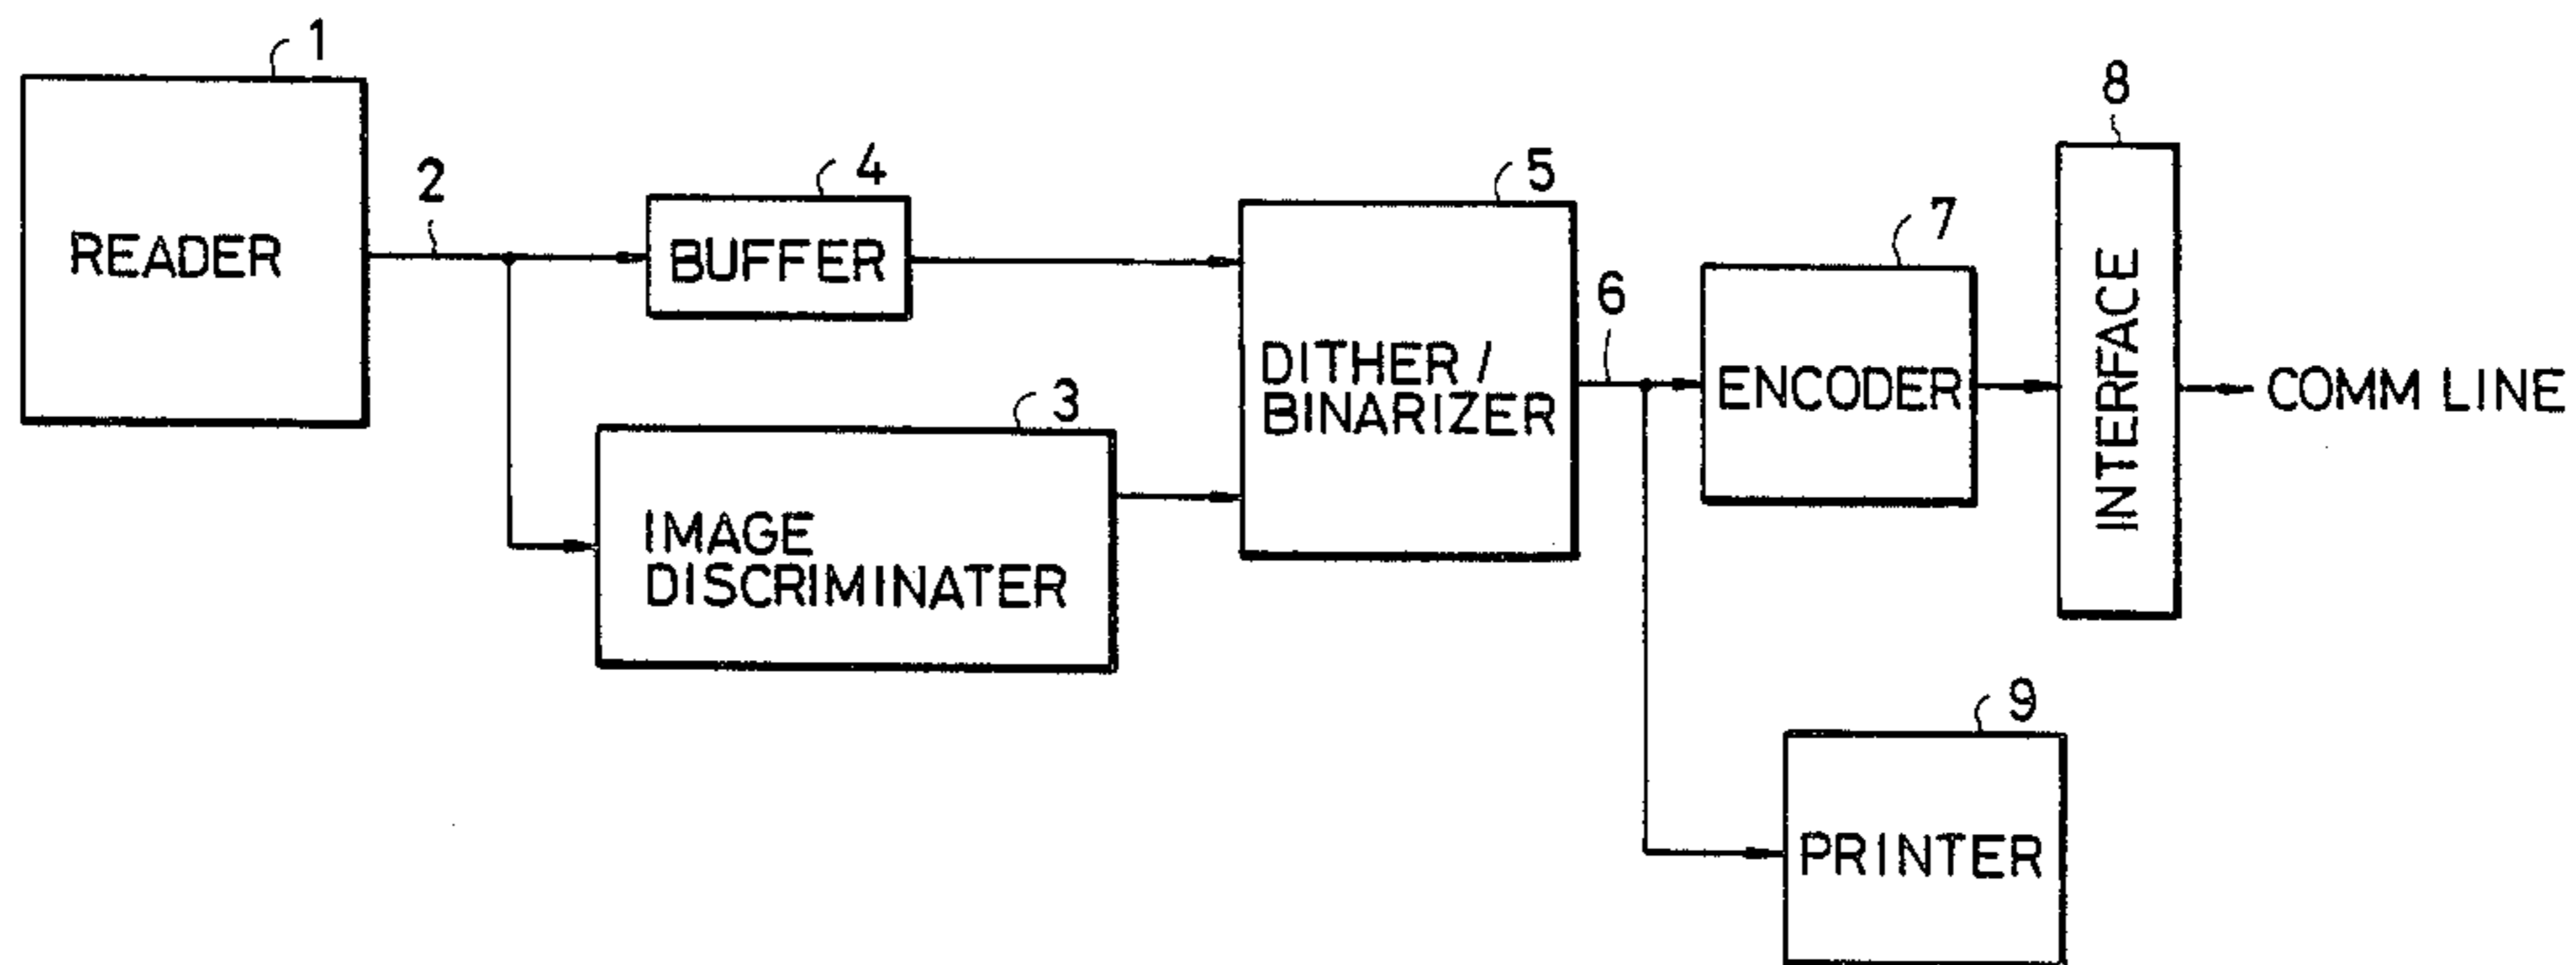 1
READER
2
4
BUFFER
3
IMAGE
DISCRIMINATER
5
DITHER /
BINARIZER
6
7
ENCODER
8
INTERFACE
COMM LINE
9
PRINTER